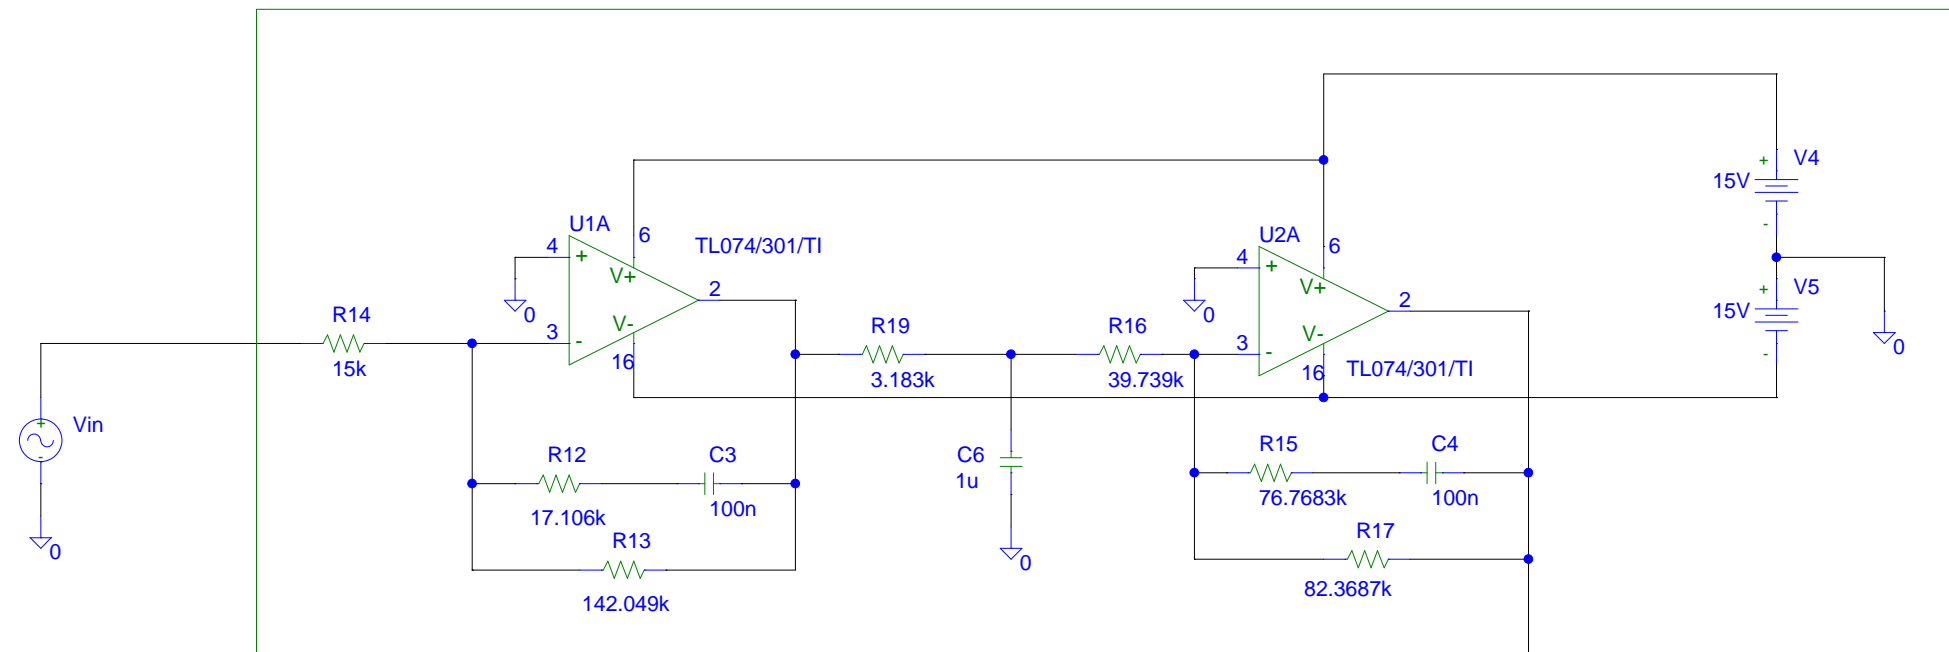 V4
+
15V
-
U1A
6
TL074/301/TI
4
+
V+
U2A
6
4
+
V+
2
0
V-
3
-
16
R14
15k
2
0
V-
3
-
16
TL074/301/TI
V5
+
15V
-
0
R19
3.183k
R16
39.739k
Vin
+
-
0
R12
17.106k
C3
100n
R13
142.049k
C6
1u
0
R15
76.7683k
C4
100n
R17
82.3687k